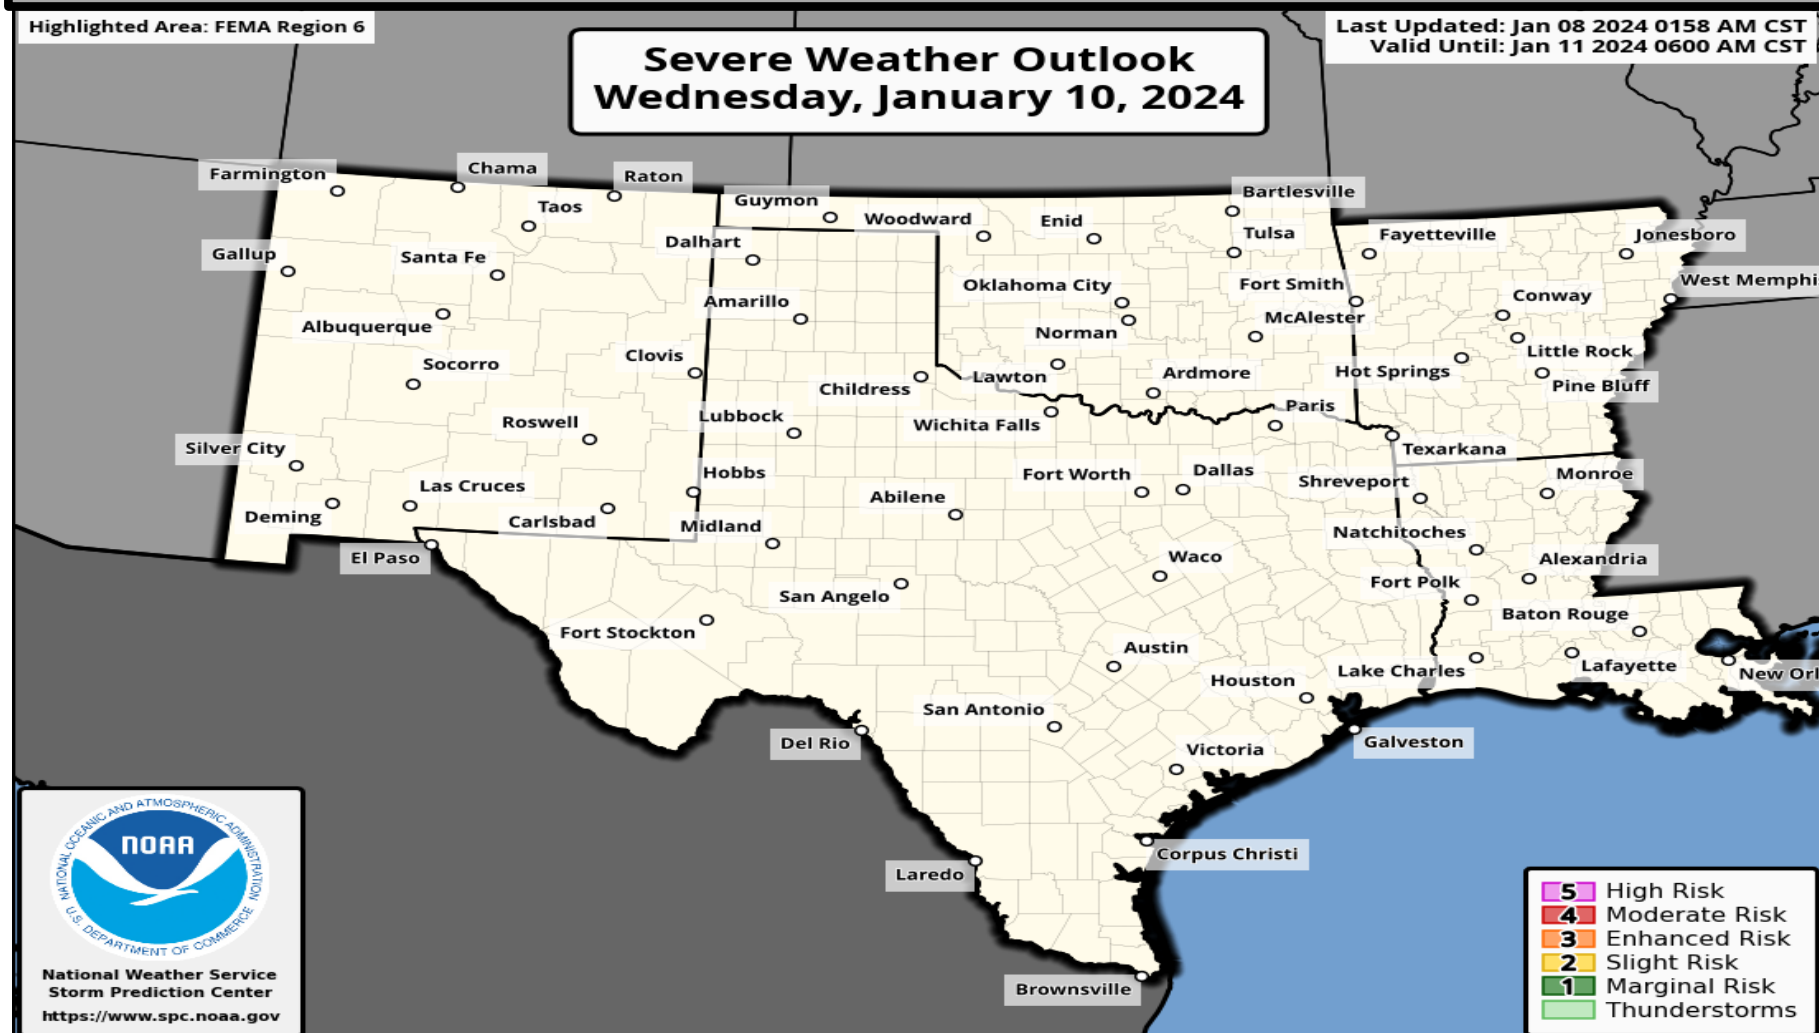 Highlighted Area: FEMA Region 6
Severe Weather Outlook
Wednesday, January 10, 2024
Last Updated: Jan 08 2024 0158 AM CST
Valid Until: Jan 11 2024 0600 AM CST
Farmington
Chama
Raton
Taos
Guymon
Woodward
Enid
Bartlesville
Tulsa
Fayetteville
Jonesboro
Gallup
Santa Fe
Dalhart
Oklahoma City
Fort Smith
Conway
West Memphi
Albuquerque
Amarillo
Norman
McAlester
Little Rock
Socorro
Clovis
Childress
Lawton
Ardmore
Hot Springs
Pine Bluff
Roswell
Lubbock
Wichita Falls
Paris
Texarkana
Silver City
Las Cruces
Hobbs
Abilene
Fort Worth
Dallas
Shreveport
Monroe
Deming
Carlsbad
Midland
Natchitoches
El Paso
Waco
Alexandria
San Angelo
Fort Polk
Fort Stockton
Baton Rouge
Austin
Houston
Lake Charles
Lafayette
New Orl
San Antonio
Del Rio
Victoria
Galveston
Laredo
Corpus Christi
Brownsville
NATIONAL OCEANIC AND ATMOSPHERIC ADMINISTRATION
NOAA
U.S. DEPARTMENT OF COMMERCE
National Weather Service
Storm Prediction Center
https://www.spc.noaa.gov
5 High Risk
4 Moderate Risk
3 Enhanced Risk
2 Slight Risk
1 Marginal Risk
Thunderstorms